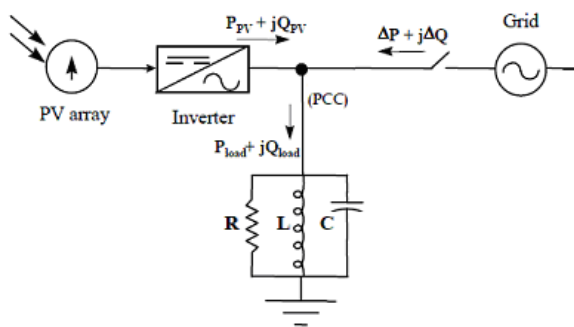 P_PV + jQ_PV
ΔP + jΔQ
Grid
PV array
Inverter
(PCC)
P_load+ jQ_load
R
L
C